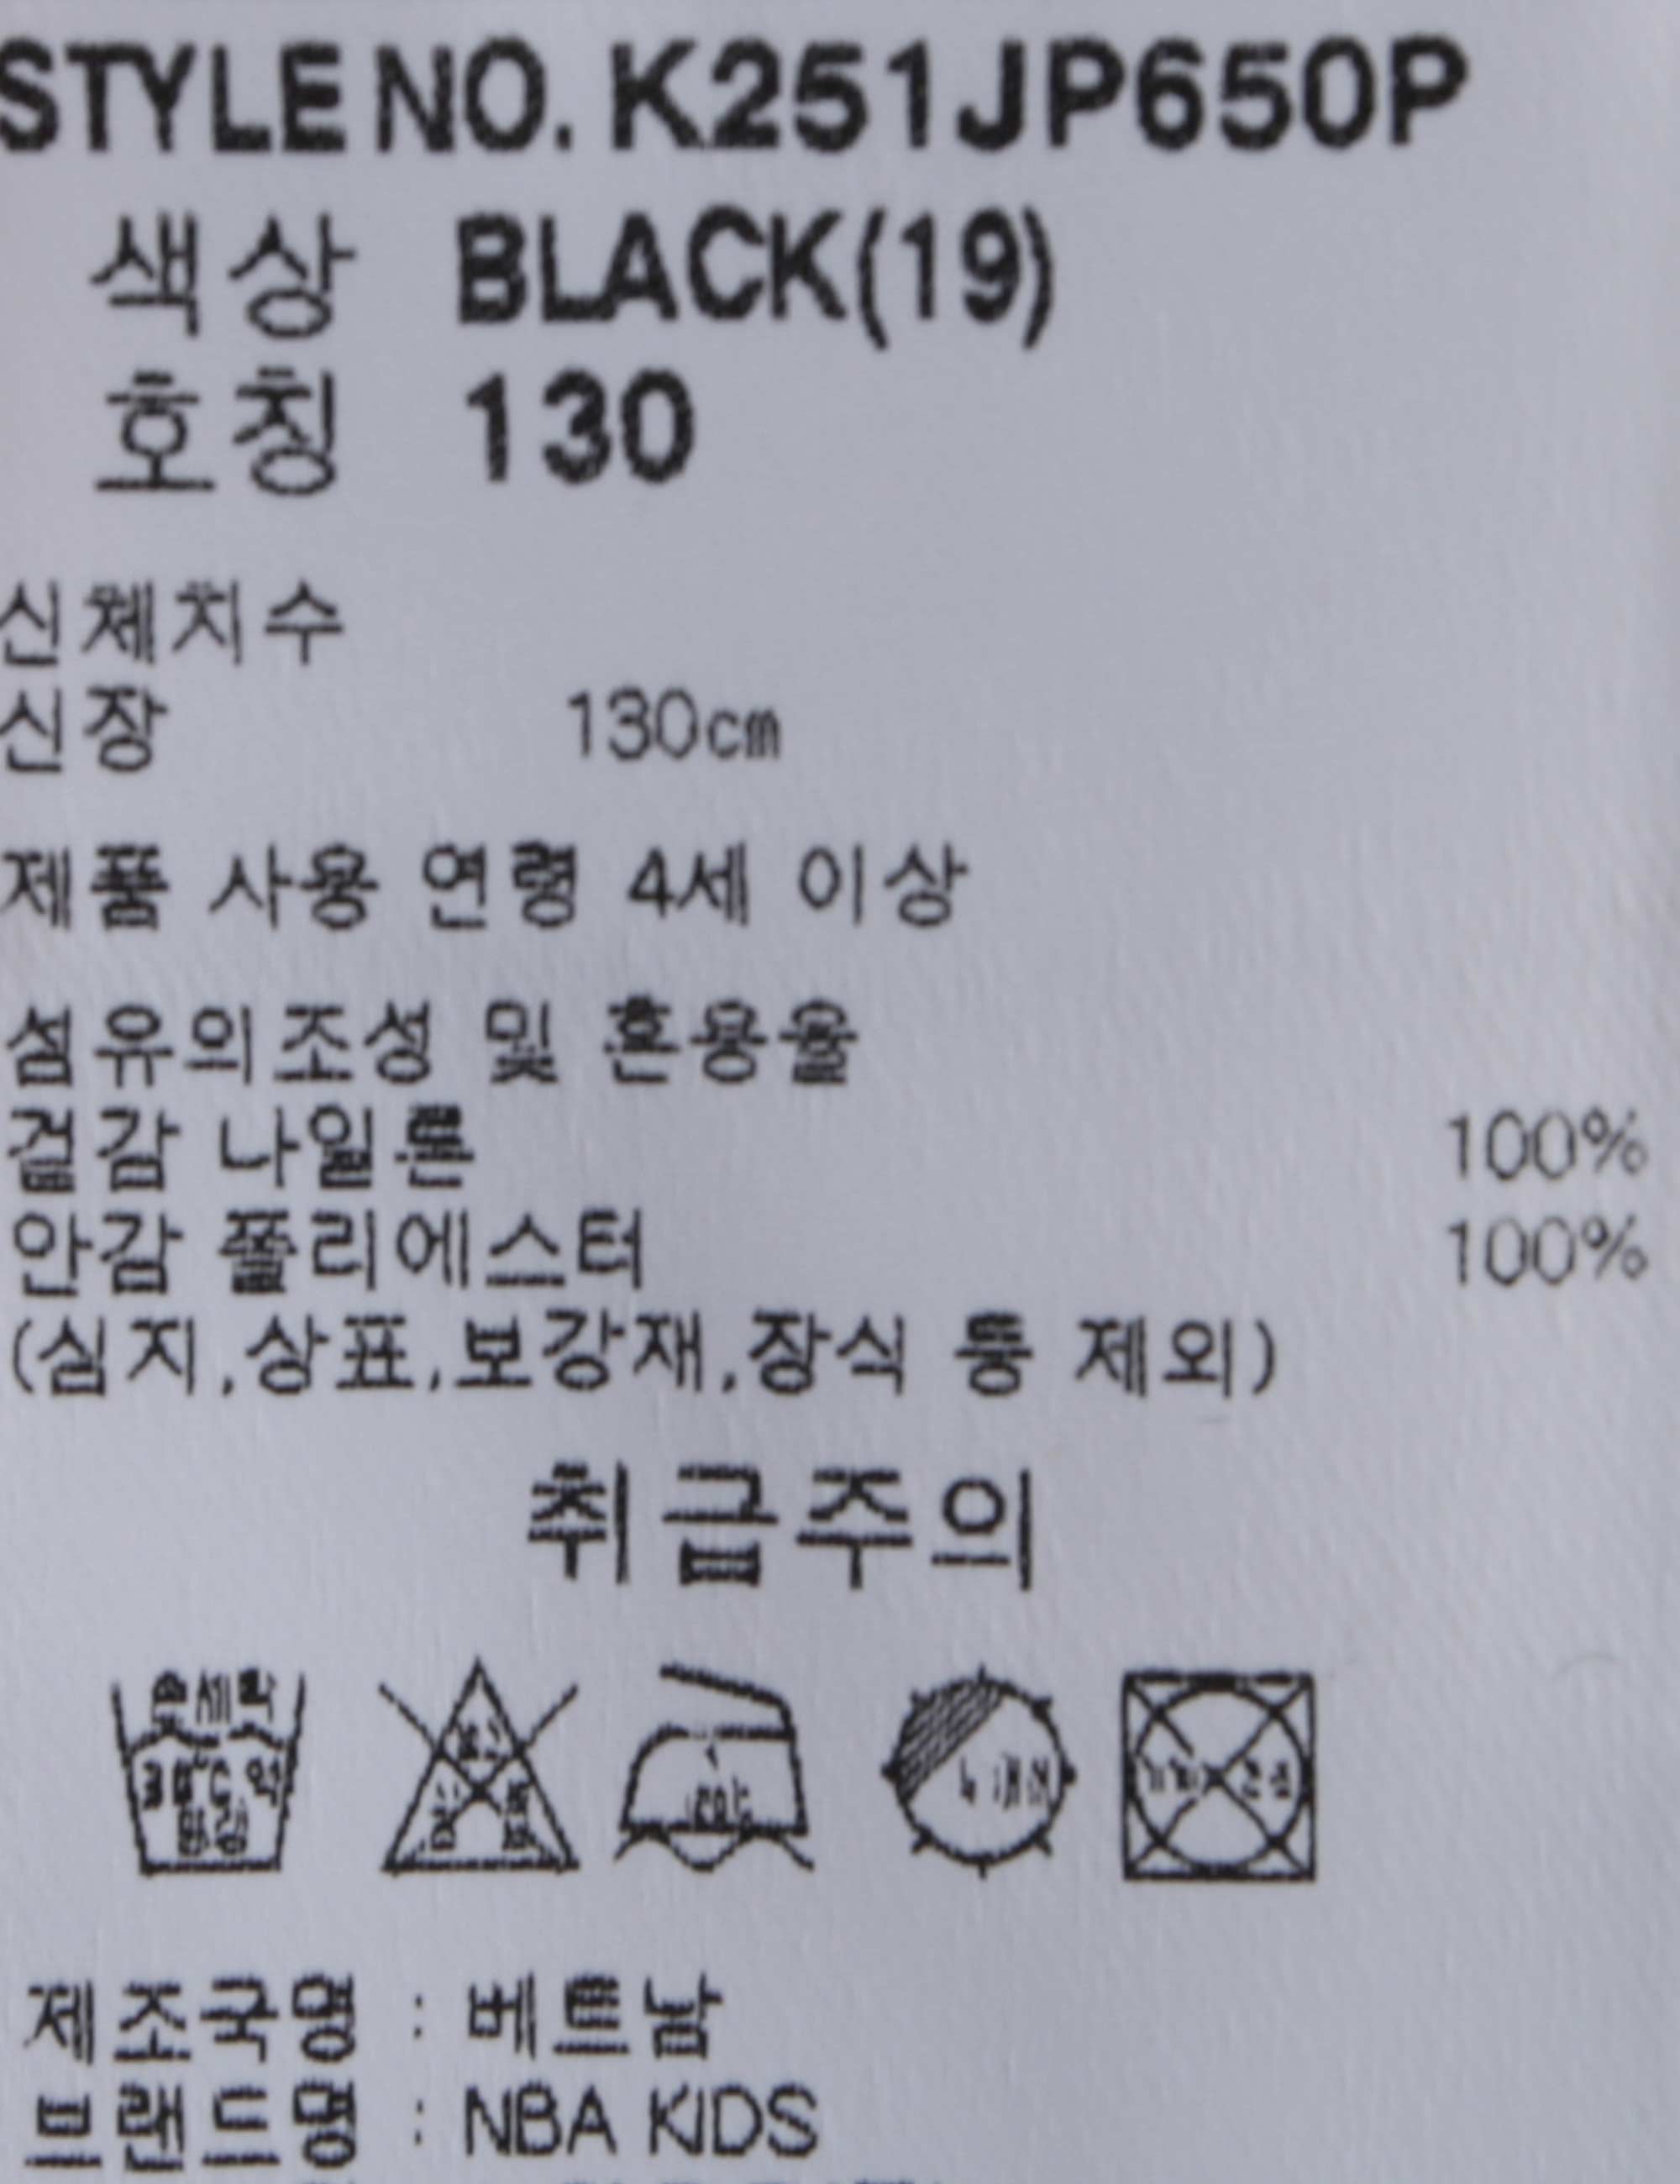 STYLE NO. K251JP650P
색상 BLACK(19)
호칭 130
신체치수
신장 130cm
제품 사용 연령 4세 이상
섬유의조성 및 혼용율
겉감 나일론 100%
안감 폴리에스터 100%
(심지,상표,보강재,장식 등 제외)
취급주의
손세탁
30°C
제조국명 : 베트남
브랜드명 : NBA KIDS